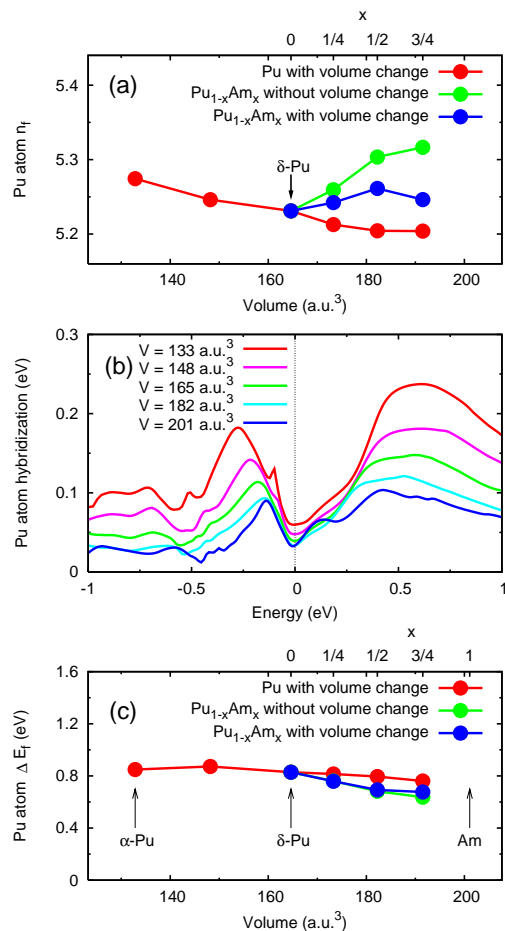 x
0 1/4 1/2 3/4
(a)
Pu with volume change
Pu1-xAmx without volume change
Pu1-xAmx with volume change
δ-Pu
5.4
5.3
5.2
Pu atom nf
140 160 180 200
Volume (a.u.3)
(b)
V = 133 a.u.3
V = 148 a.u.3
V = 165 a.u.3
V = 182 a.u.3
V = 201 a.u.3
0.3
0.2
0.1
0
Pu atom hybridization (eV)
-1 -0.5 0 0.5 1
Energy (eV)
x
0 1/4 1/2 3/4 1
(c)
Pu with volume change
Pu1-xAmx without volume change
Pu1-xAmx with volume change
1.6
1.2
0.8
0.4
0
Pu atom Δ Ef (eV)
α-Pu δ-Pu Am
140 160 180 200
Volume (a.u.3)